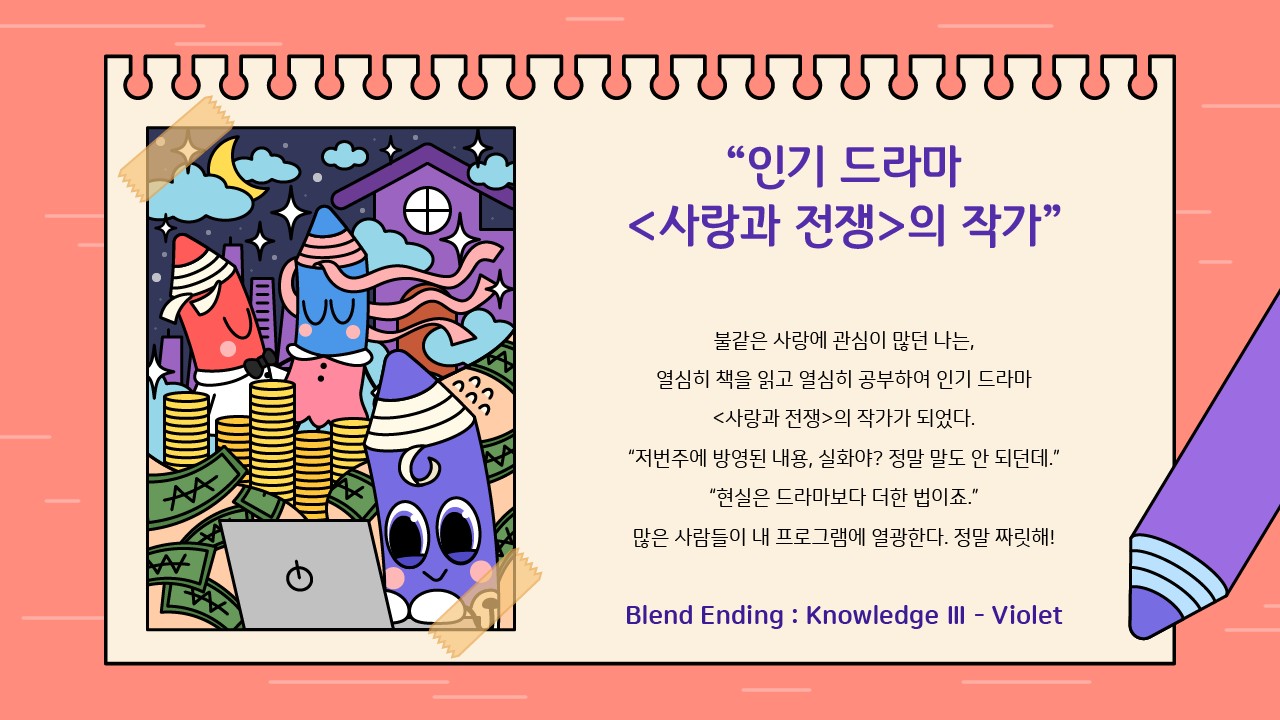 “인기 드라마
<사랑과 전쟁>의 작가”
불같은 사랑에 관심이 많던 나는,
열심히 책을 읽고 열심히 공부하여 인기 드라마
<사랑과 전쟁>의 작가가 되었다.
“저번주에 방영된 내용, 실화야? 정말 말도 안 되던데.”
“현실은 드라마보다 더한 법이죠.”
많은 사람들이 내 프로그램에 열광한다. 정말 짜릿해!
Blend Ending : Knowledge Ⅲ - Violet